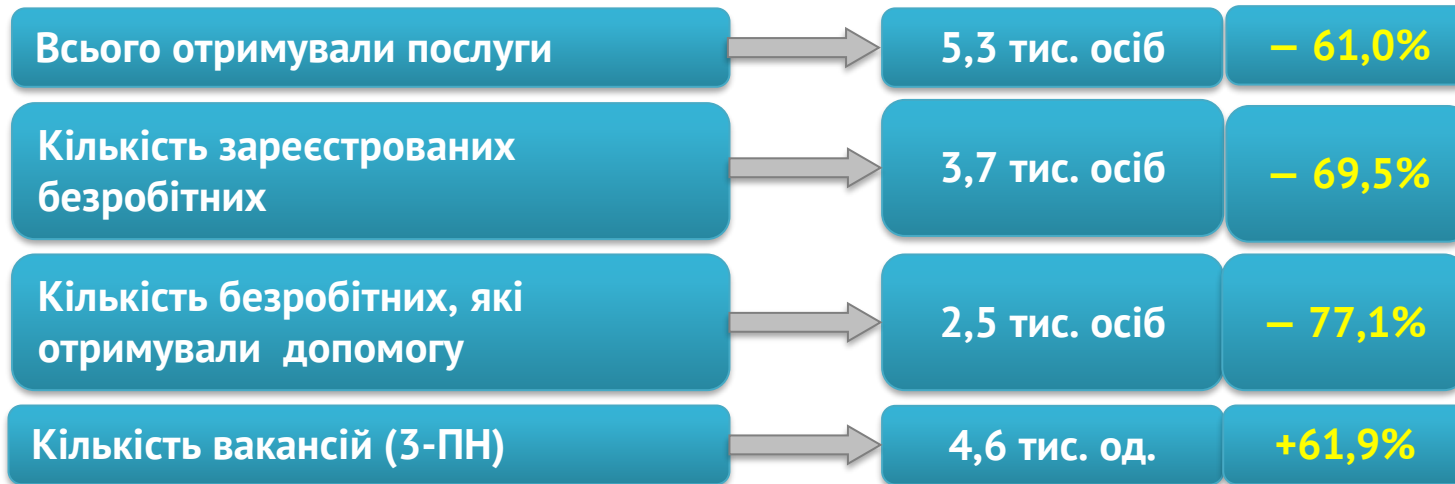 Всього отримували послуги
5,3 тис. осіб
— 61,0%
Кількість зареєстрованих
безробітних
3,7 тис. осіб
— 69,5%
Кількість безробітних, які
отримували допомогу
2,5 тис. осіб
— 77,1%
Кількість вакансій (3-ПН)
4,6 тис. од.
+61,9%